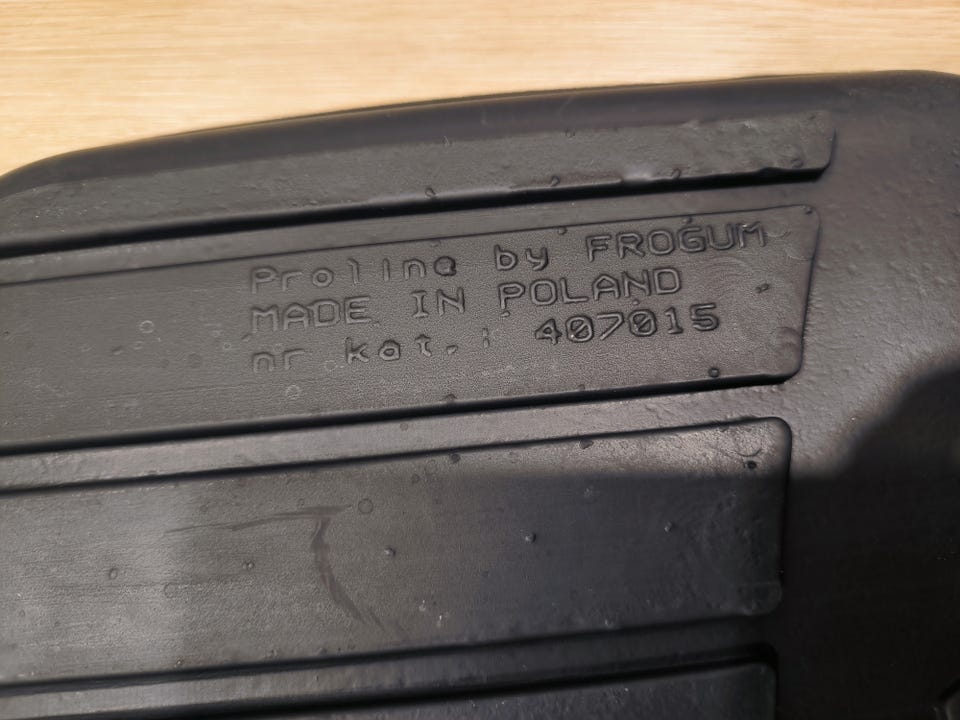 Proline by FROGUM
MADE IN POLAND
nr kat.: 407015